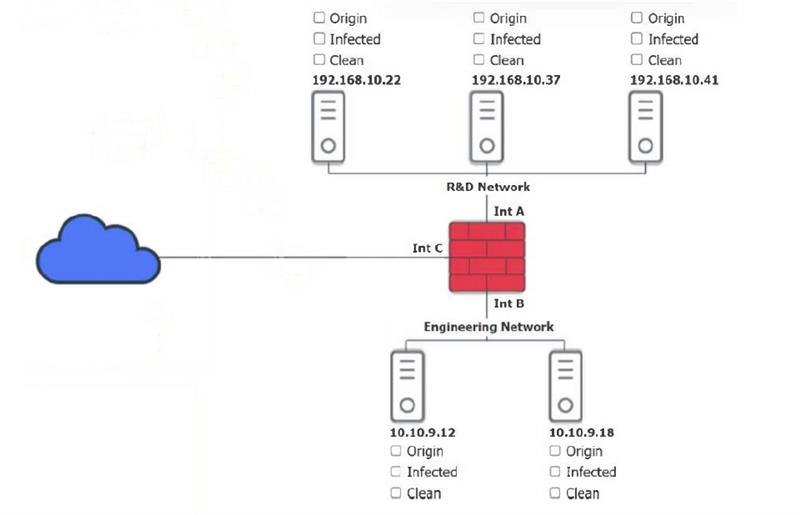 Origin
Infected
Clean
192.168.10.22
Origin
Infected
Clean
192.168.10.37
Origin
Infected
Clean
192.168.10.41
R&D Network
Int A
Int C
Int B
Engineering Network
10.10.9.12
Origin
Infected
Clean
10.10.9.18
Origin
Infected
Clean